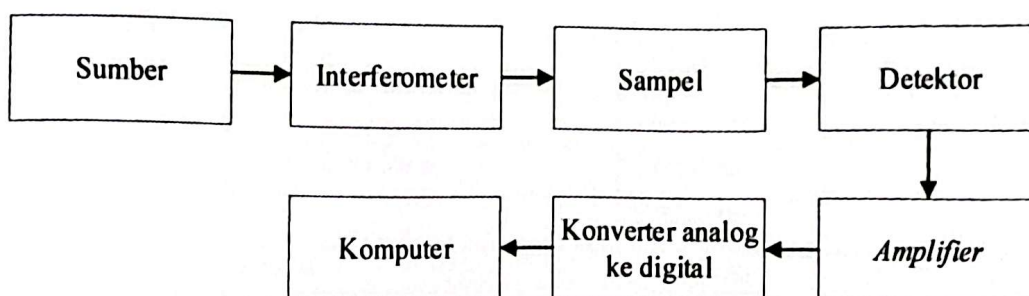 Sumber
Interferometer
Sampel
Detektor
Komputer
Konverter analog
ke digital
Amplifier